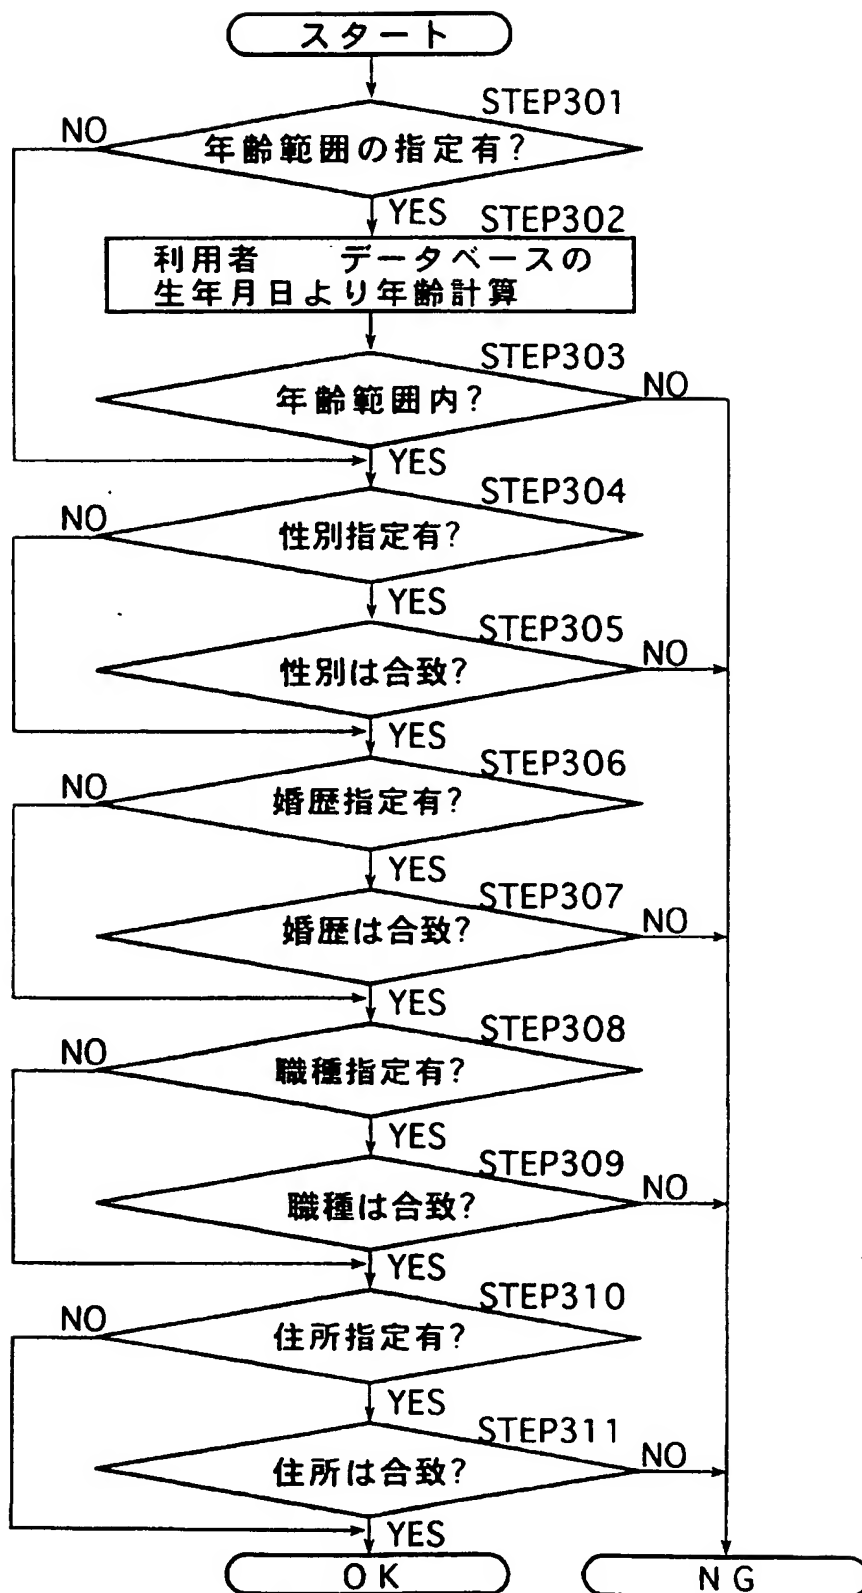 スタート
STEP301
NO
年齢範囲の指定有?
YES
STEP302
利用者 データベースの
生年月日より年齢計算
STEP303
年齢範囲内?
NO
YES
STEP304
NO
性別指定有?
YES
STEP305
性別は合致?
NO
YES
STEP306
NO
婚歴指定有?
YES
STEP307
婚歴は合致?
NO
YES
STEP308
NO
職種指定有?
YES
STEP309
職種は合致?
NO
YES
STEP310
NO
住所指定有?
YES
STEP311
住所は合致?
NO
YES
OK
NG